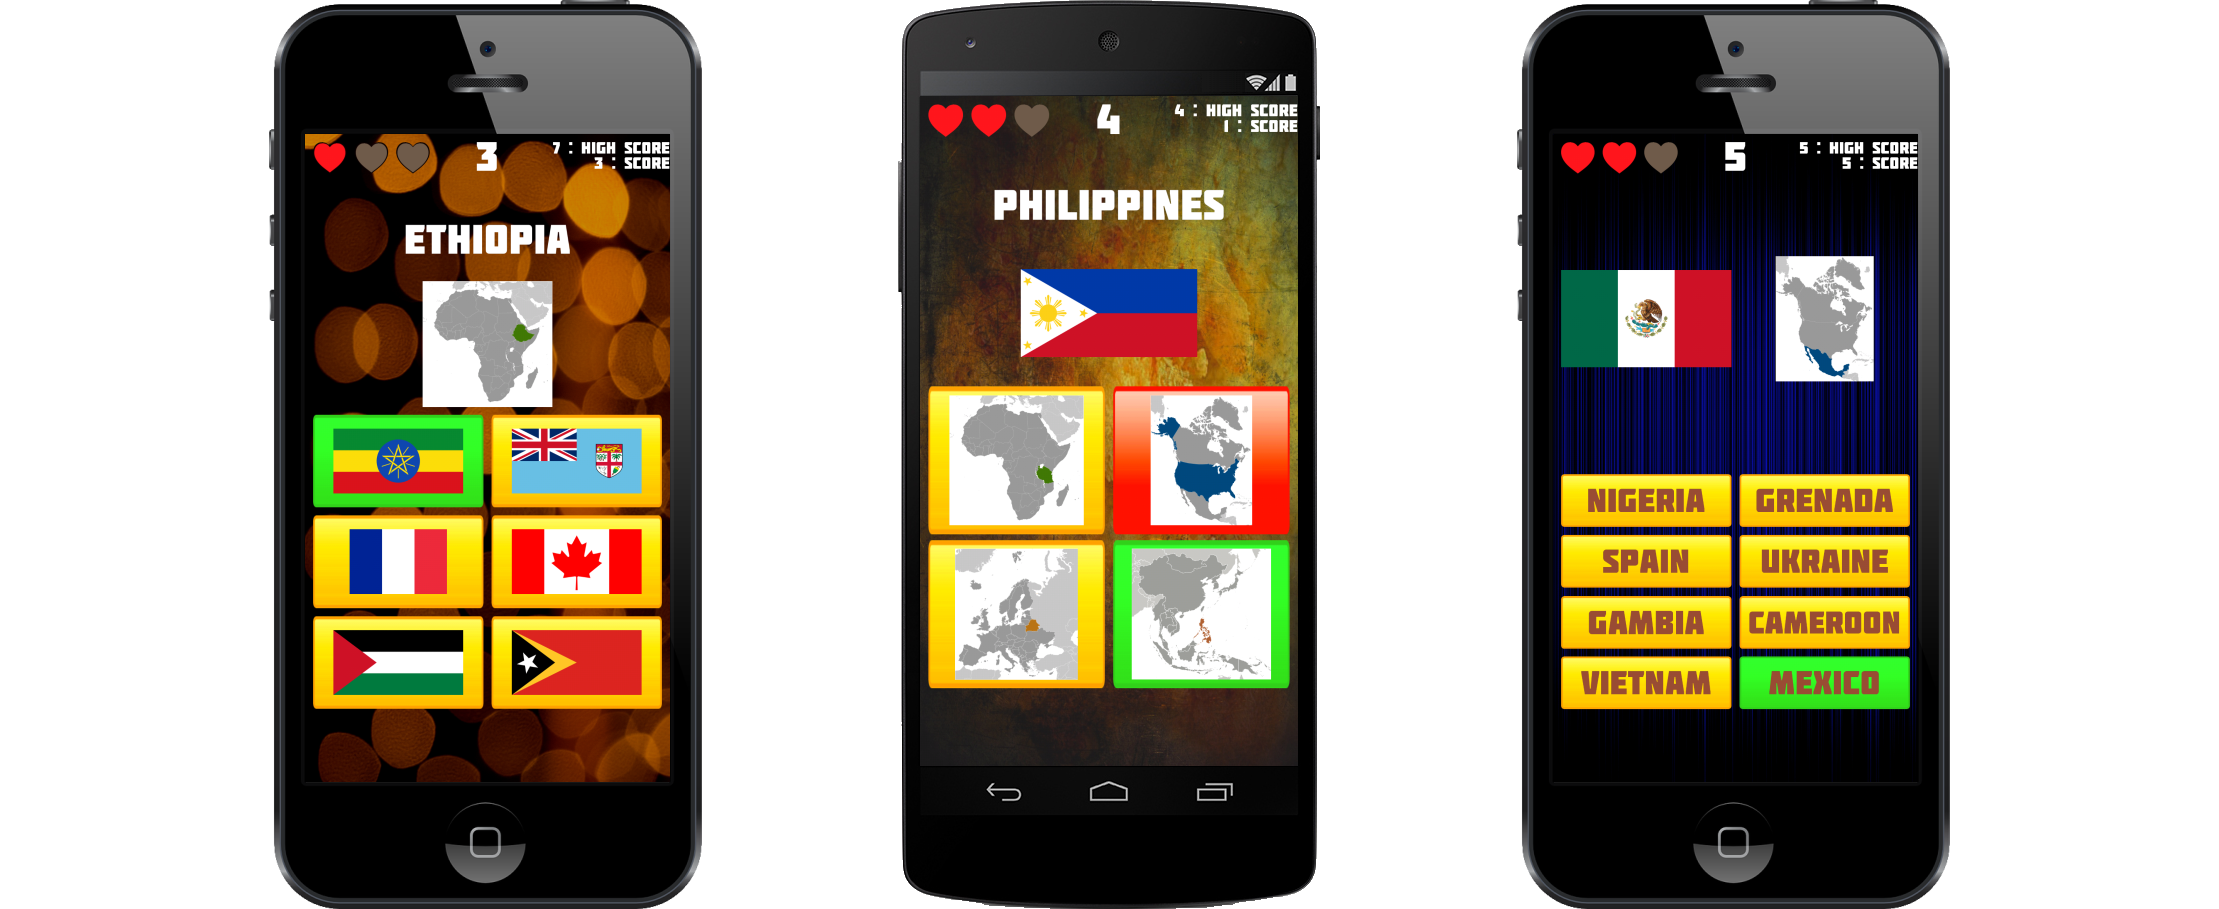 3
7 : HIGH SCORE
3 : SCORE
ETHIOPIA
4
4 : HIGH SCORE
1 : SCORE
PHILIPPINES
5
5 : HIGH SCORE
5 : SCORE
NIGERIA
GRENADA
SPAIN
UKRAINE
GAMBIA
CAMEROON
VIETNAM
MEXICO